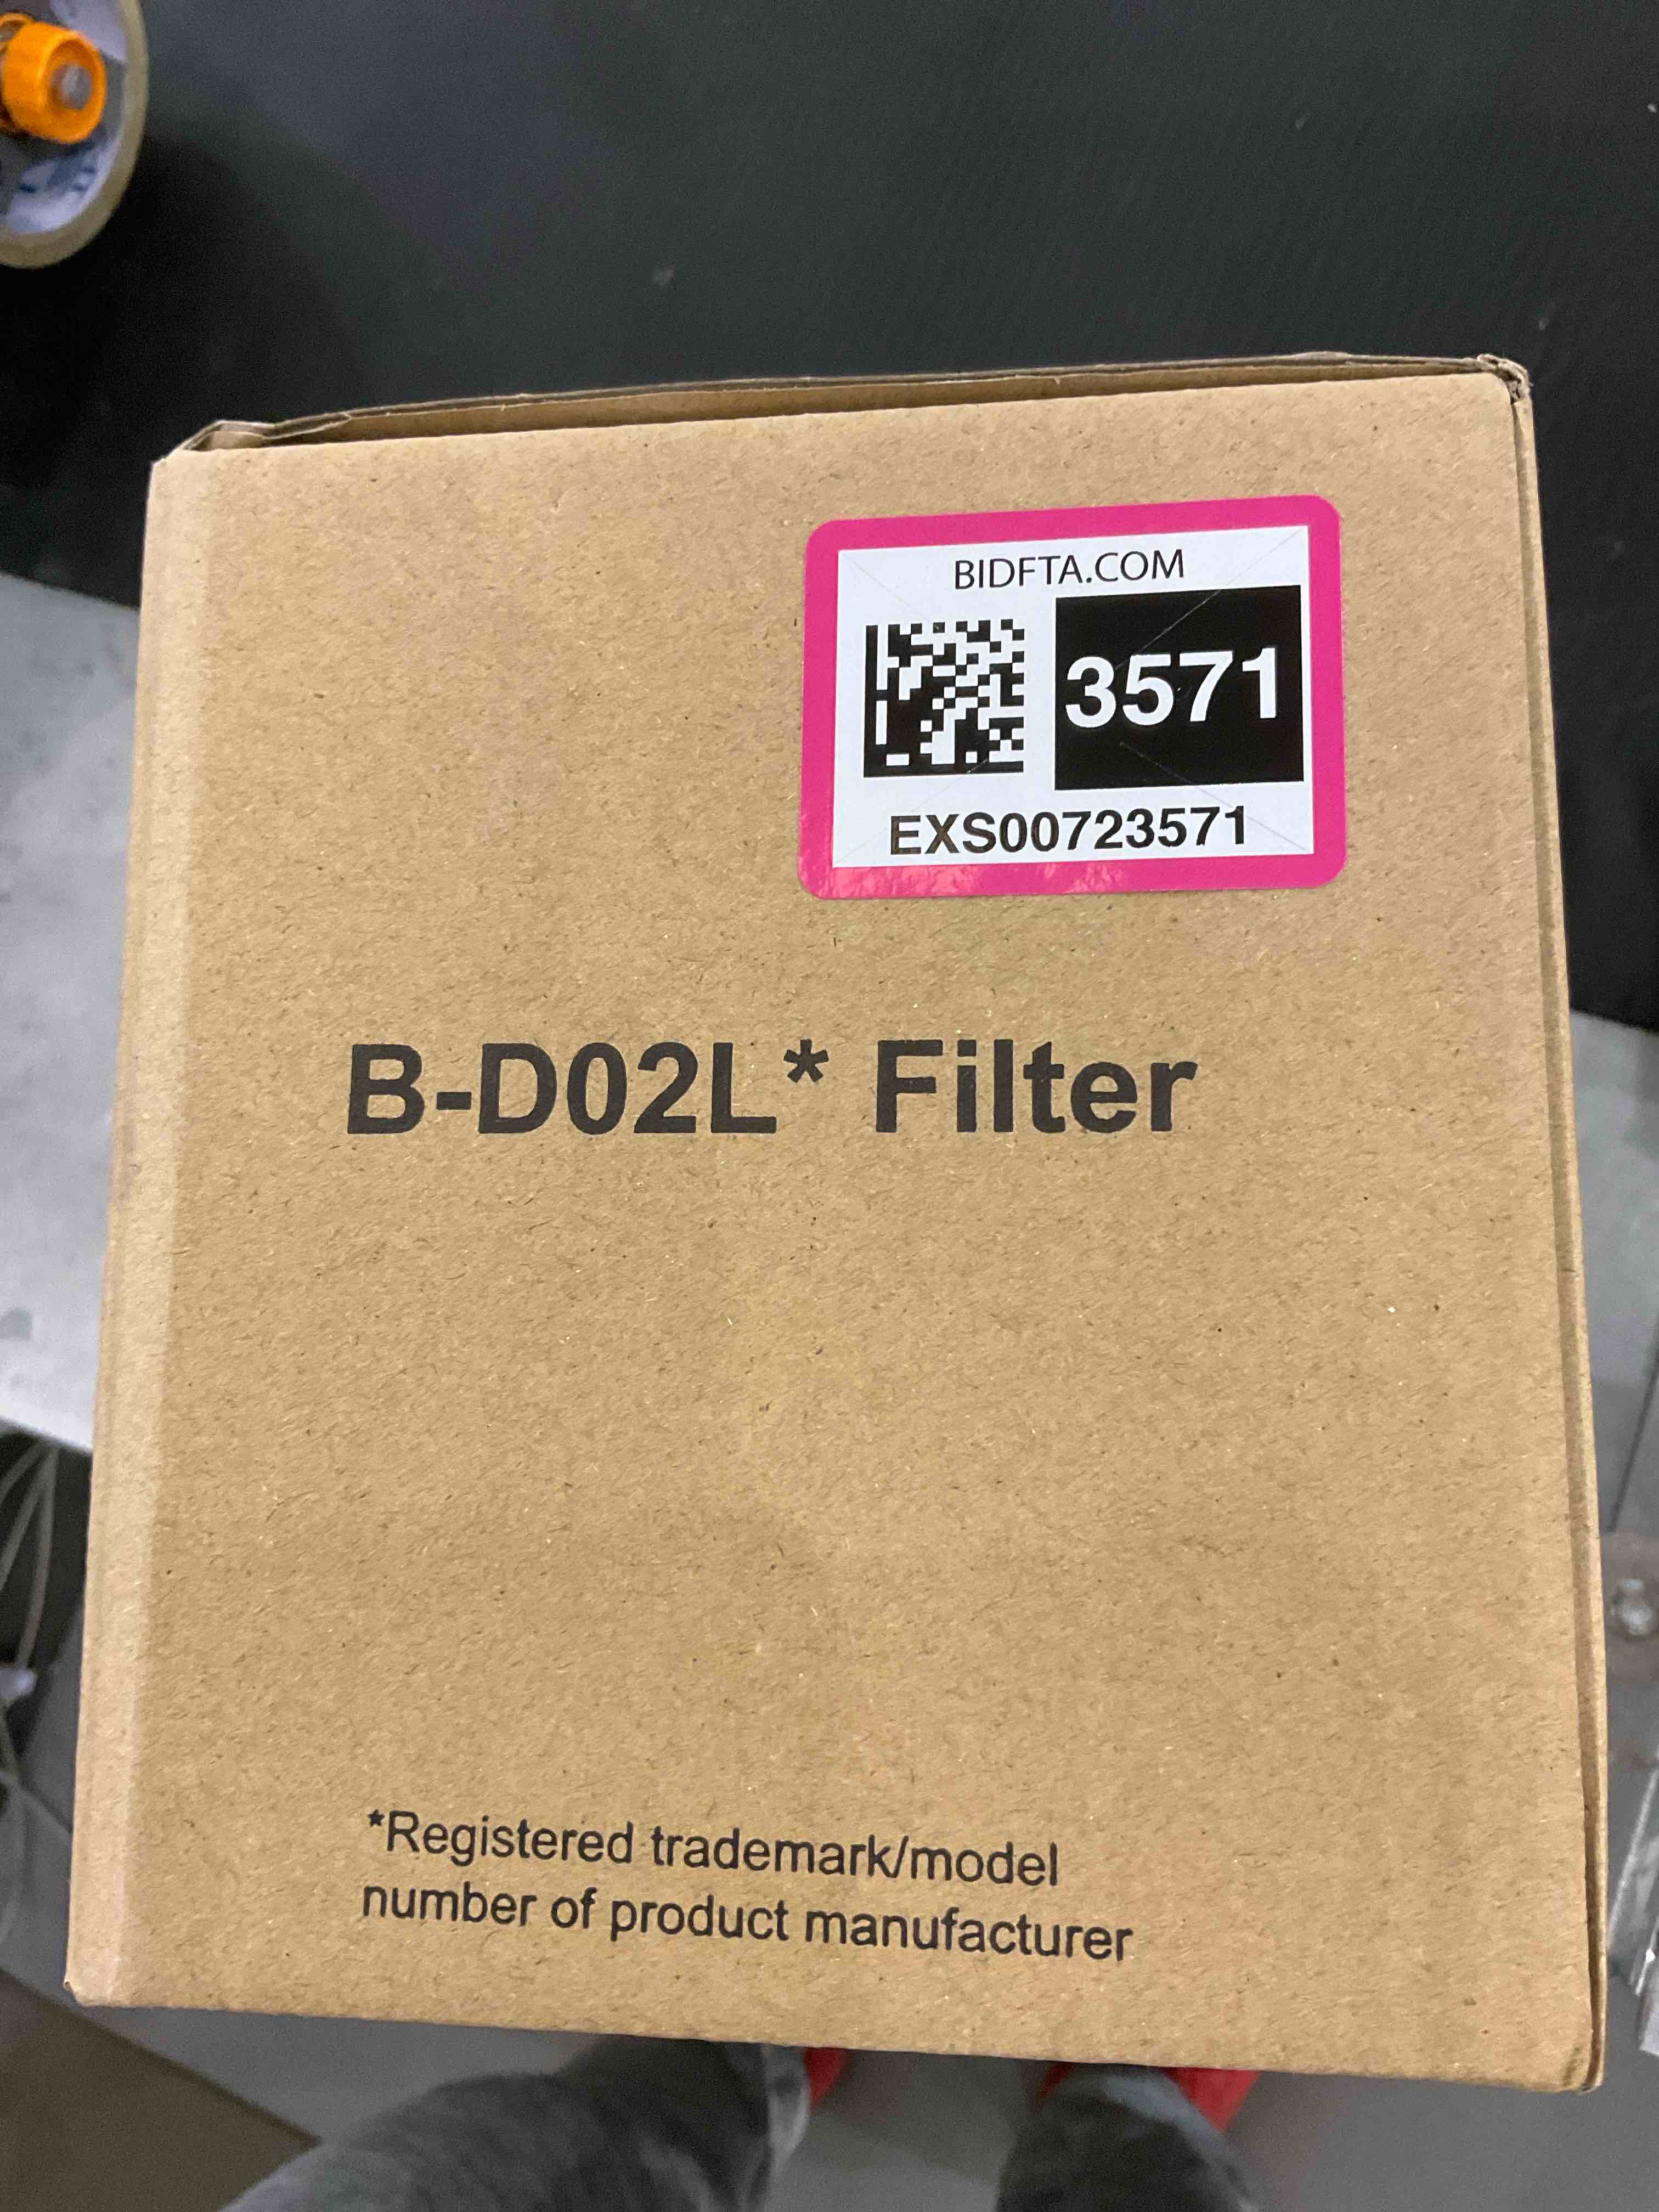 BIDFTA.COM
3571
EXS00723571
B-D02L* Filter
*Registered trademark/model
number of product manufacturer